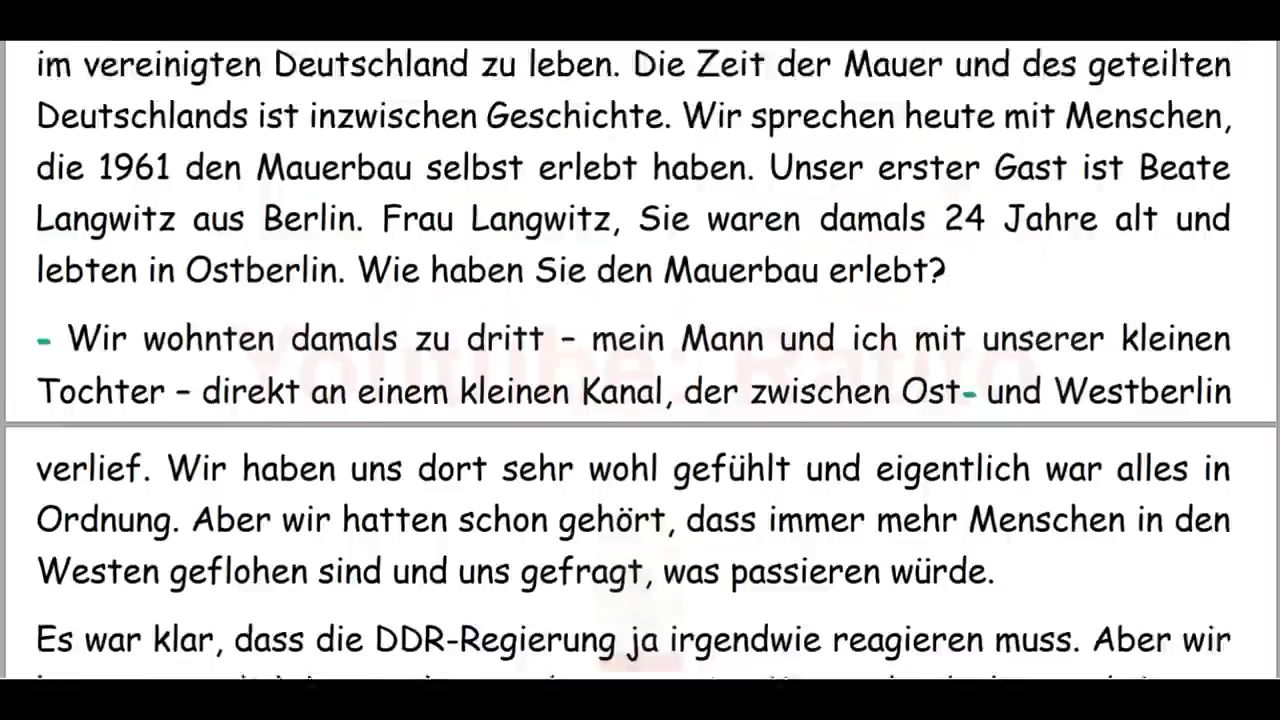 im vereinigten Deutschland zu leben. Die Zeit der Mauer und des geteilten
Deutschlands ist inzwischen Geschichte. Wir sprechen heute mit Menschen,
die 1961 den Mauerbau selbst erlebt haben. Unser erster Gast ist Beate
Langwitz aus Berlin. Frau Langwitz, Sie waren damals 24 Jahre alt und
lebten in Ostberlin. Wie haben Sie den Mauerbau erlebt?
- Wir wohnten damals zu dritt – mein Mann und ich mit unserer kleinen
Tochter – direkt an einem kleinen Kanal, der zwischen Ost- und Westberlin
verlief. Wir haben uns dort sehr wohl gefühlt und eigentlich war alles in
Ordnung. Aber wir hatten schon gehört, dass immer mehr Menschen in den
Westen geflohen sind und uns gefragt, was passieren würde.
Es war klar, dass die DDR-Regierung ja irgendwie reagieren muss. Aber wir